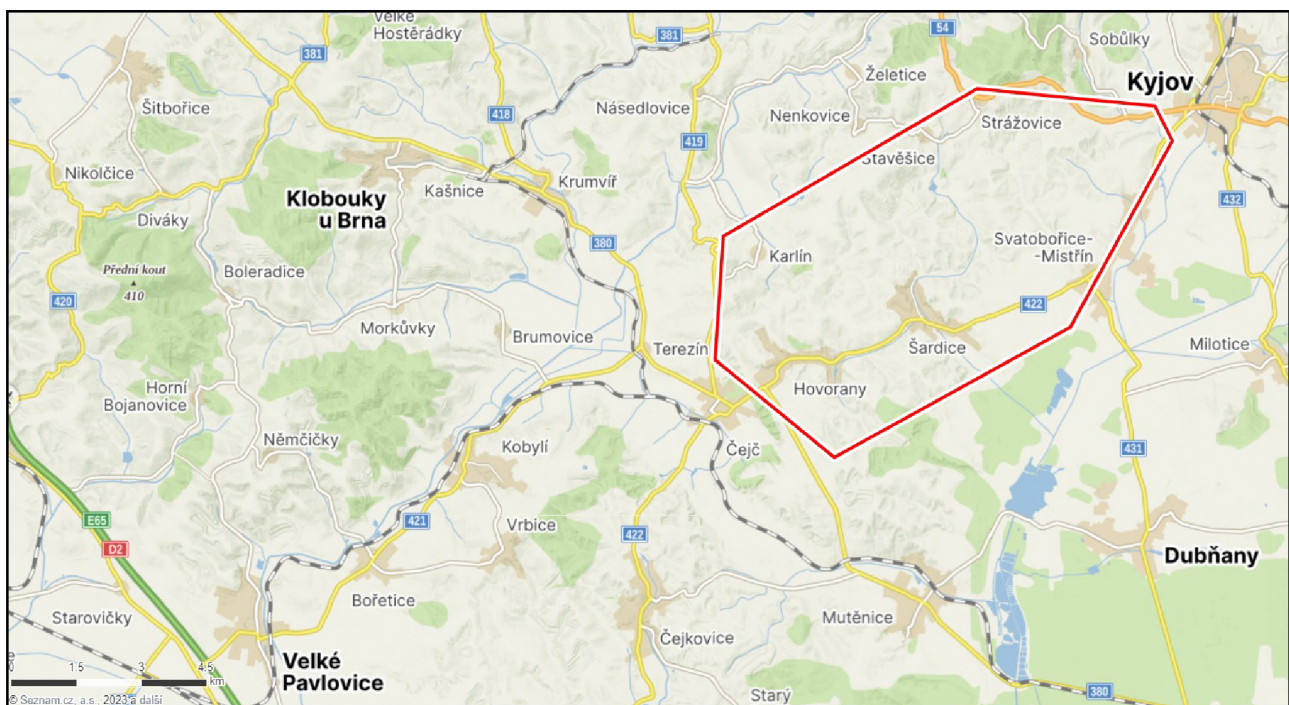 Velké
Hostěrádky
381
54
Sobůlky
381
Želetice
Kyjov
Šitbořice
418
Násedlovice
Nenkovice
Strážovice
419
Stavěšice
Nikolčice
Kašnice
Krumvíř
Klobouky
u Brna
432
Diváky
380
Karlín
Svatobořice-
-Mistřín
Přední kout
410
Boleradice
420
422
Morkůvky
Brumovice
Terezín
Šardice
Milotice
Horní
Bojanovice
Hovorany
Němčičky
Kobylí
Čejč
431
E65
421
Vrbice
422
D2
Dubňany
Bořetice
Starovičky
Mutěnice
Čejkovice
Velké
Pavlovice
0 1.5 3 4.5
km
380
Starý
© Seznam.cz, a.s., 2023 a další